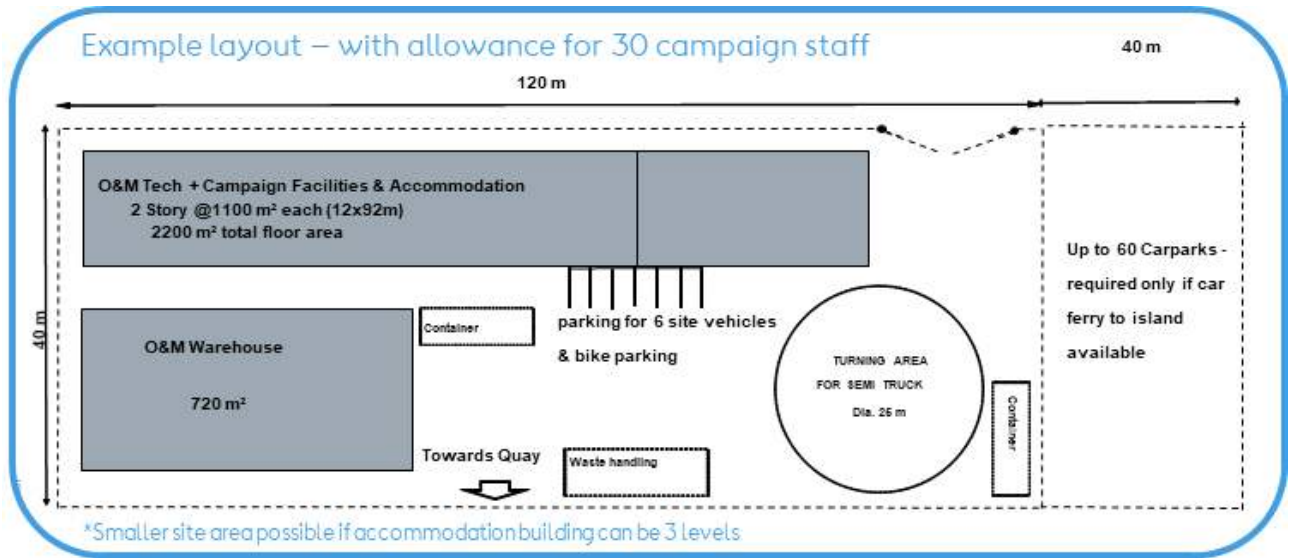 Example layout – with allowance for 30 campaign staff
40 m
120 m
O&M Tech + Campaign Facilities & Accommodation
2 Story @1100 m² each (12x92m)
2200 m² total floor area
40 m
O&M Warehouse
720 m²
Container
parking for 6 site vehicles
& bike parking
TURNING AREA
FOR SEMI TRUCK
Dia. 25 m
Container
Up to 60 Carparks -
required only if car
ferry to island
available
Towards Quay
Waste handling
*Smaller site area possible if accommodation building can be 3 levels